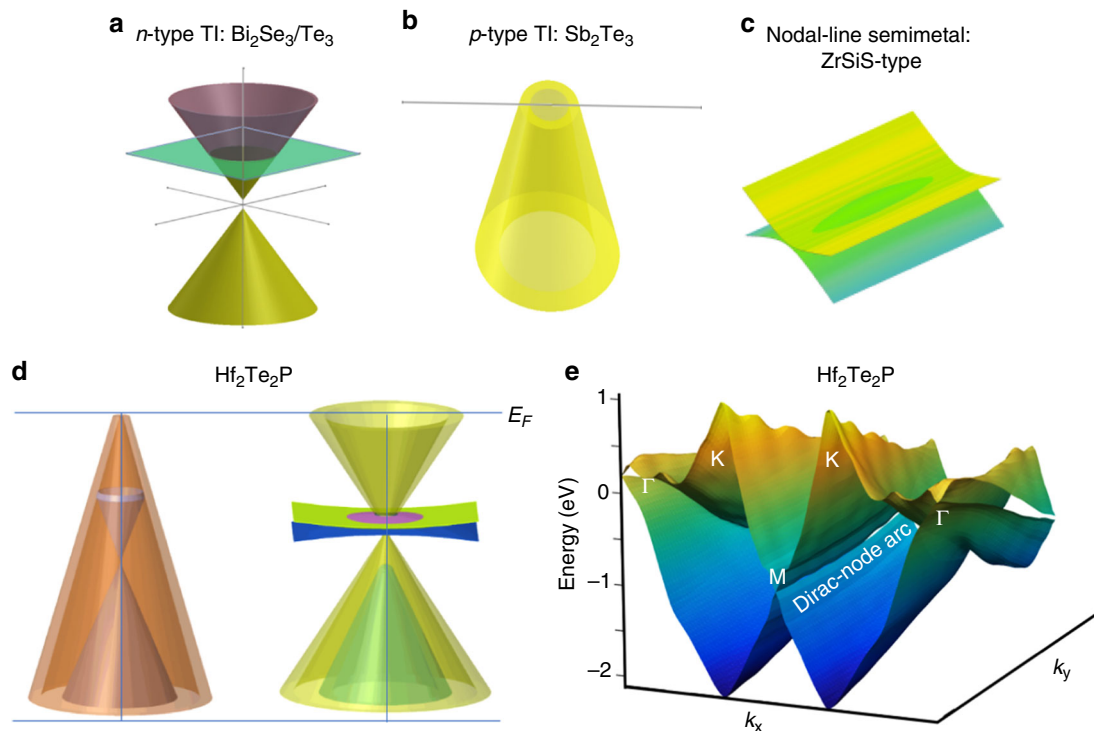 a
n-type TI: Bi₂Se₃/Te₃
b
p-type TI: Sb₂Te₃
c
Nodal-line semimetal:
ZrSiS-type
d
Hf₂Te₂P
E_F
e
Hf₂Te₂P
1
0
−1
−2
Energy (eV)
K
K
Γ
Γ
M
Dirac-node arc
k_x
k_y